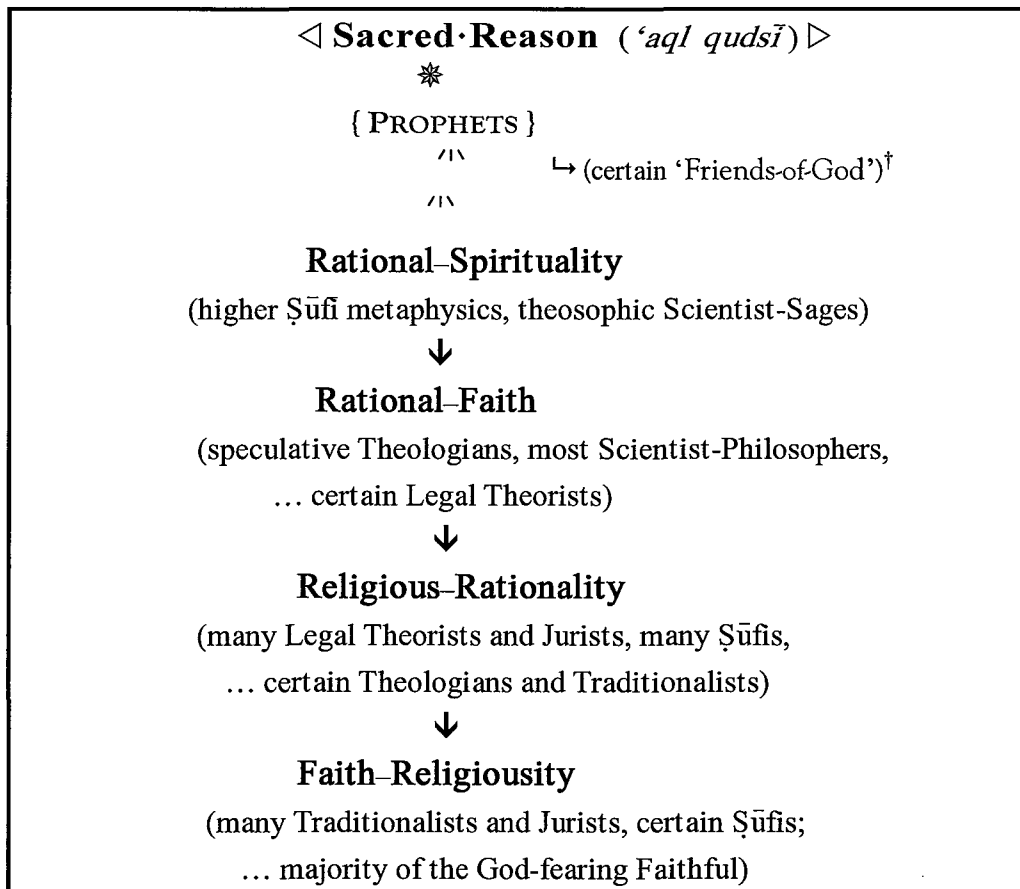 ◁ Sacred·Reason (ʻaql qudsī) ▷
{ PROPHETS }
↳ (certain ‘Friends-of-God’)†
Rational–Spirituality
(higher Ṣūfī metaphysics, theosophic Scientist-Sages)
Rational–Faith
(speculative Theologians, most Scientist-Philosophers,
… certain Legal Theorists)
Religious–Rationality
(many Legal Theorists and Jurists, many Ṣūfis,
… certain Theologians and Traditionalists)
Faith–Religiousity
(many Traditionalists and Jurists, certain Ṣūfis;
… majority of the God-fearing Faithful)